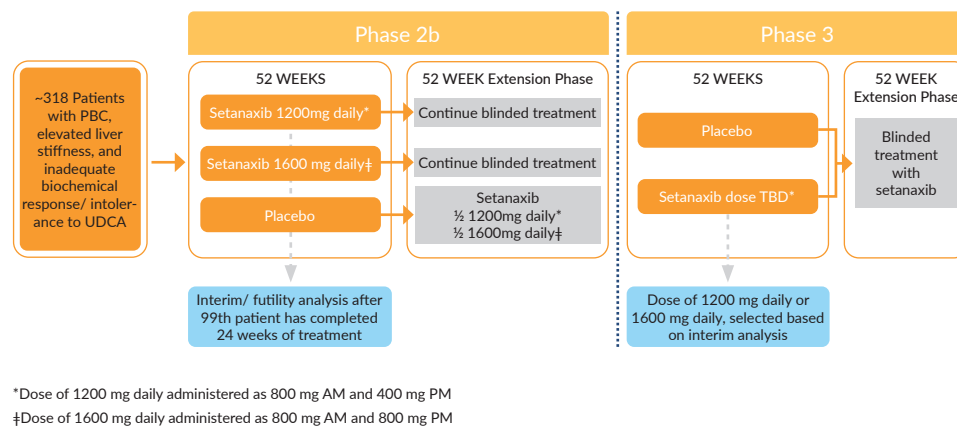 Phase 2b
Phase 3
~318 Patients
with PBC,
elevated liver
stiffness, and
inadequate
biochemical
response/ intoler-
ance to UDCA
52 WEEKS
Setanaxib 1200mg daily*
Setanaxib 1600 mg daily‡
Placebo
52 WEEK Extension Phase
Continue blinded treatment
Continue blinded treatment
Setanaxib
½ 1200mg daily*
½ 1600mg daily‡
Interim/ futility analysis after
99th patient has completed
24 weeks of treatment
52 WEEKS
Placebo
Setanaxib dose TBD*
52 WEEK
Extension Phase
Blinded
treatment
with
setanaxib
Dose of 1200 mg daily or
1600 mg daily, selected based
on interim analysis
*Dose of 1200 mg daily administered as 800 mg AM and 400 mg PM
‡Dose of 1600 mg daily administered as 800 mg AM and 800 mg PM